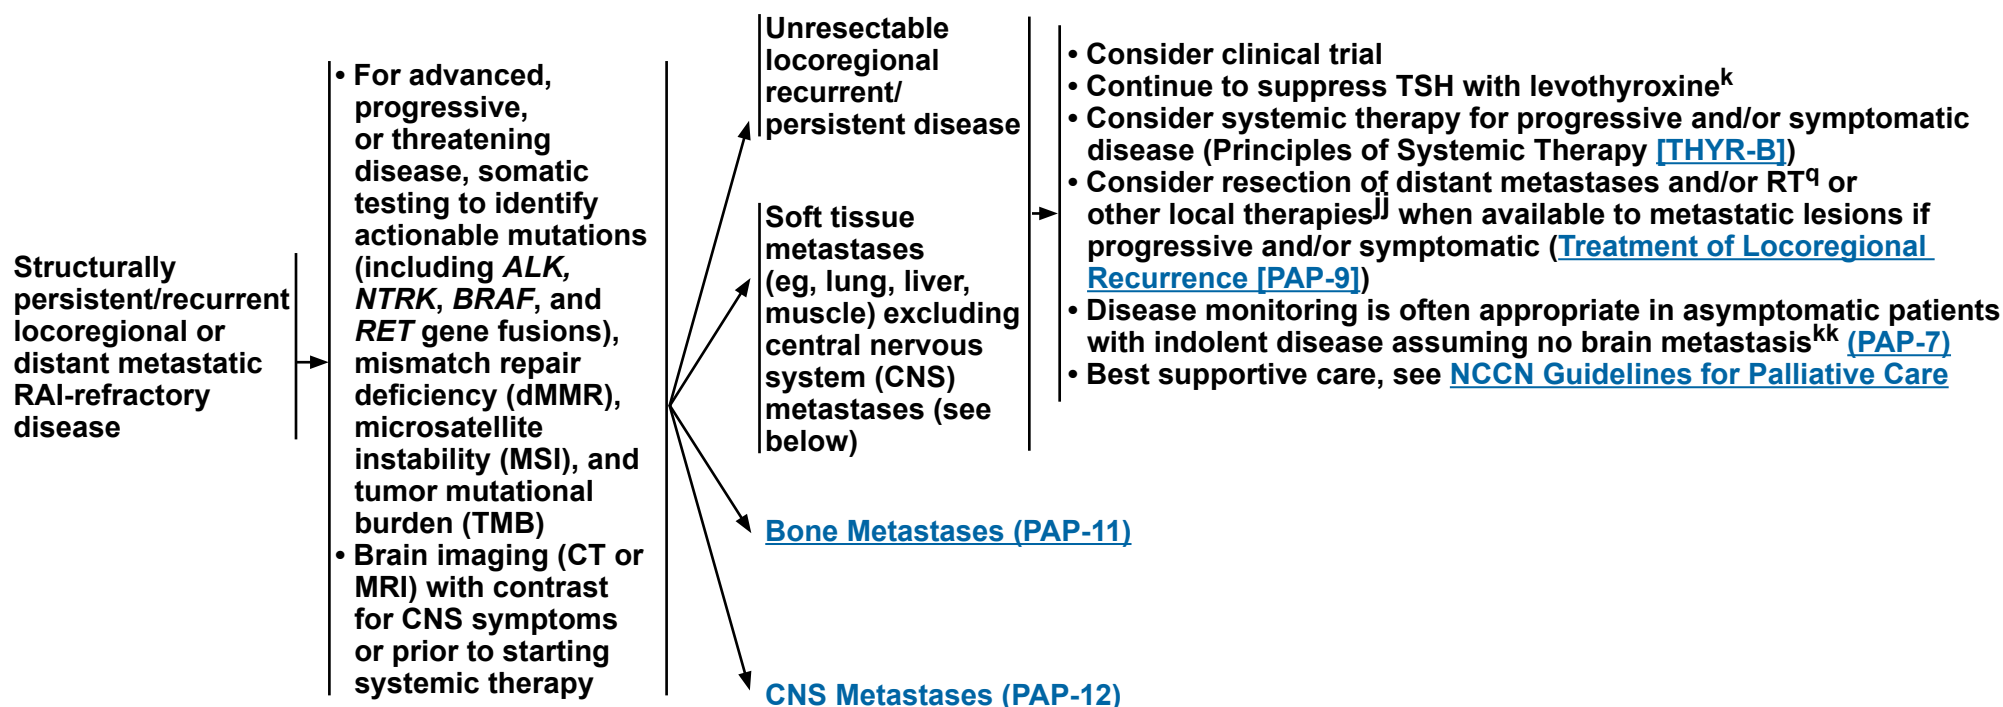 Structurally
persistent/recurrent
locoregional or
distant metastatic
RAI-refractory
disease
• For advanced,
progressive,
or threatening
disease, somatic
testing to identify
actionable mutations
(including ALK,
NTRK, BRAF, and
RET gene fusions),
mismatch repair
deficiency (dMMR),
microsatellite
instability (MSI), and
tumor mutational
burden (TMB)
• Brain imaging (CT or
MRI) with contrast
for CNS symptoms
or prior to starting
systemic therapy
Unresectable
locoregional
recurrent/
persistent disease
Soft tissue
metastases
(eg, lung, liver,
muscle) excluding
central nervous
system (CNS)
metastases (see
below)
Bone Metastases (PAP-11)
CNS Metastases (PAP-12)
• Consider clinical trial
• Continue to suppress TSH with levothyroxinek
• Consider systemic therapy for progressive and/or symptomatic
disease (Principles of Systemic Therapy [THYR-B])
• Consider resection of distant metastases and/or RTq or
other local therapiesjj when available to metastatic lesions if
progressive and/or symptomatic (Treatment of Locoregional
Recurrence [PAP-9])
• Disease monitoring is often appropriate in asymptomatic patients
with indolent disease assuming no brain metastasiskk (PAP-7)
• Best supportive care, see NCCN Guidelines for Palliative Care